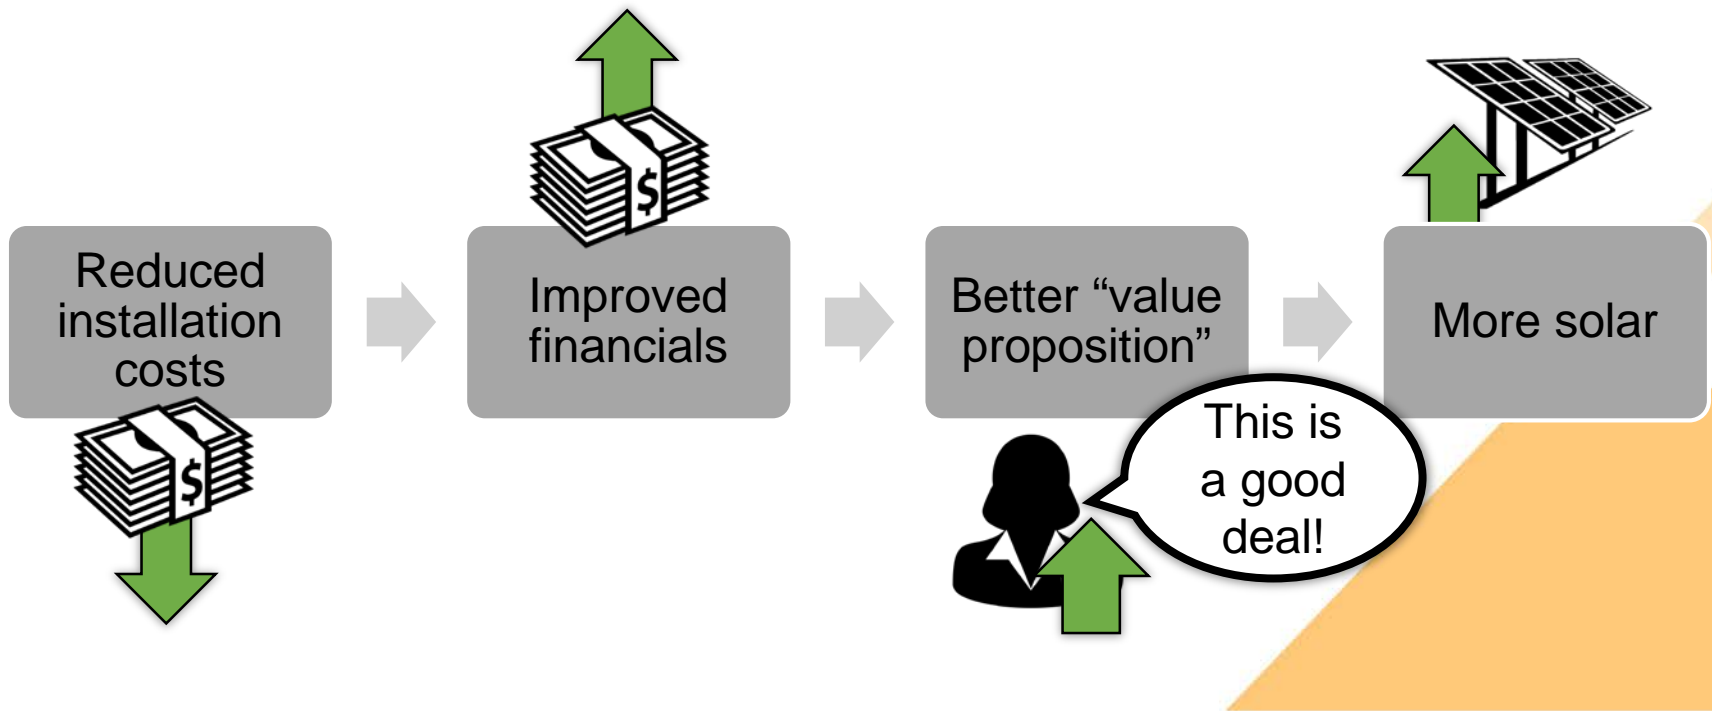 Reduced
installation
costs
Improved
financials
Better “value
proposition”
More solar
This is
a good
deal!
$
$